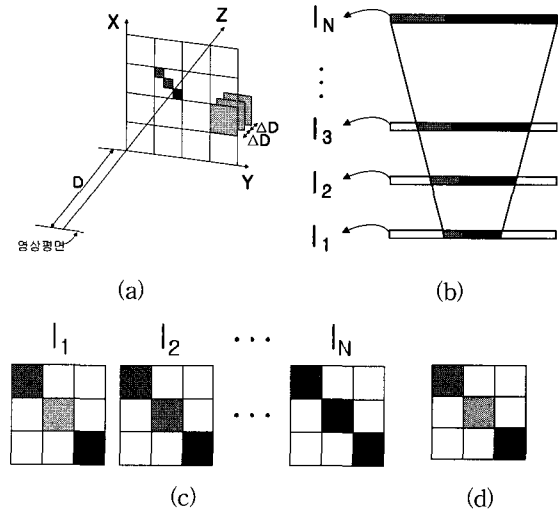 X
Z
ΔD
ΔD
D
Y
영상평면
(a)
I_N
⋮
I_3
I_2
I_1
(b)
I_1 I_2 ··· I_N
···
(c) (d)